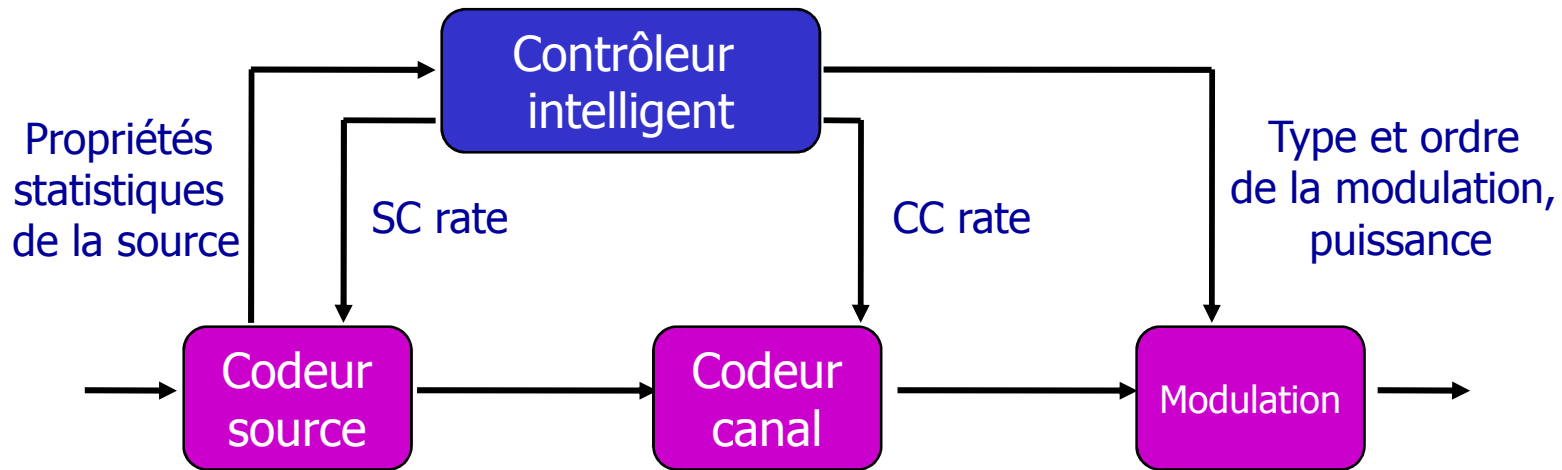 Contrôleur
intelligent
Propriétés
statistiques
de la source
SC rate
CC rate
Type et ordre
de la modulation,
puissance
Codeur
source
Codeur
canal
Modulation